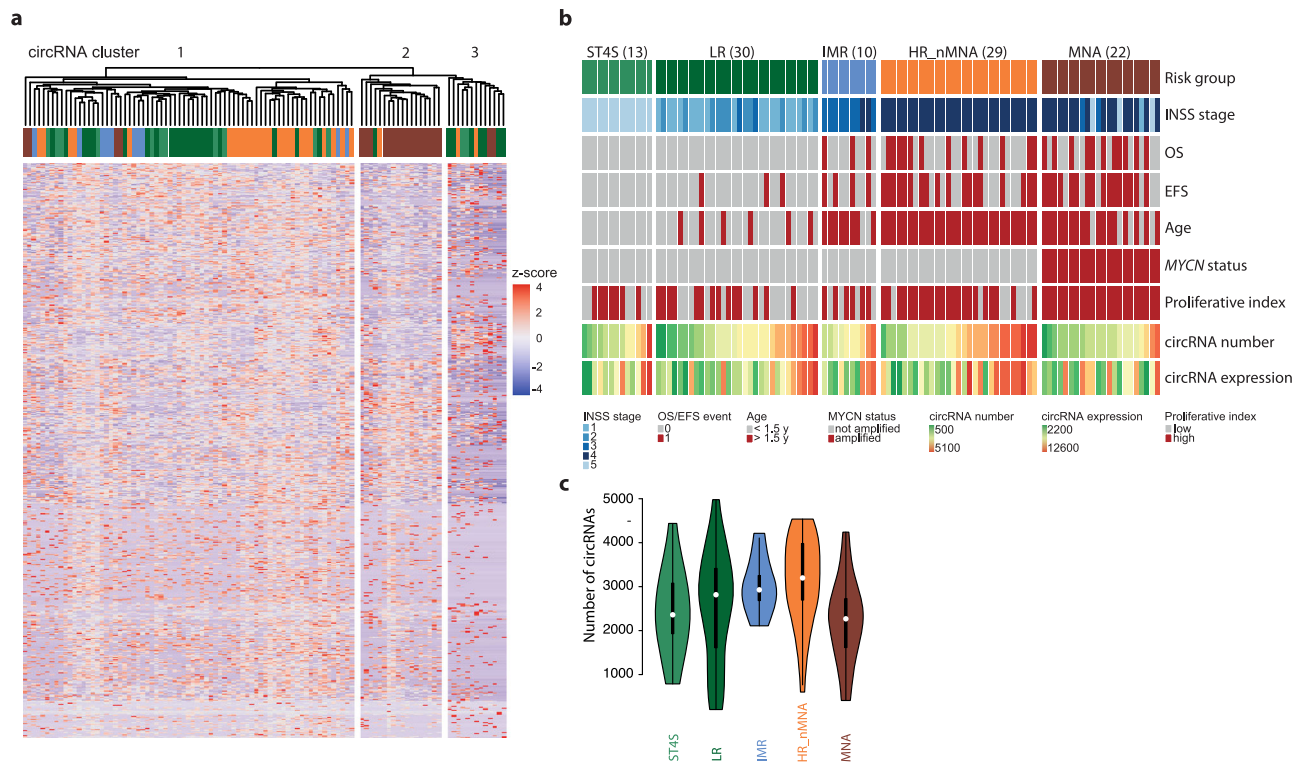 a
circRNA cluster 1 2 3
z-score
4
2
0
-2
-4
b
ST4S (13) LR (30) IMR (10) HR_nMNA (29) MNA (22)
Risk group
INSS stage
OS
EFS
Age
MYCN status
Proliferative index
circRNA number
circRNA expression
INSS stage
1
2
3
4
5
OS/EFS event
0
1
Age
< 1.5 y
> 1.5 y
MYCN status
not amplified
amplified
circRNA number
500
5100
circRNA expression
2200
12600
Proliferative index
low
high
c
Number of circRNAs
5000
-
4000
3000
2000
1000
ST4S
LR
IMR
HR_nMNA
MNA